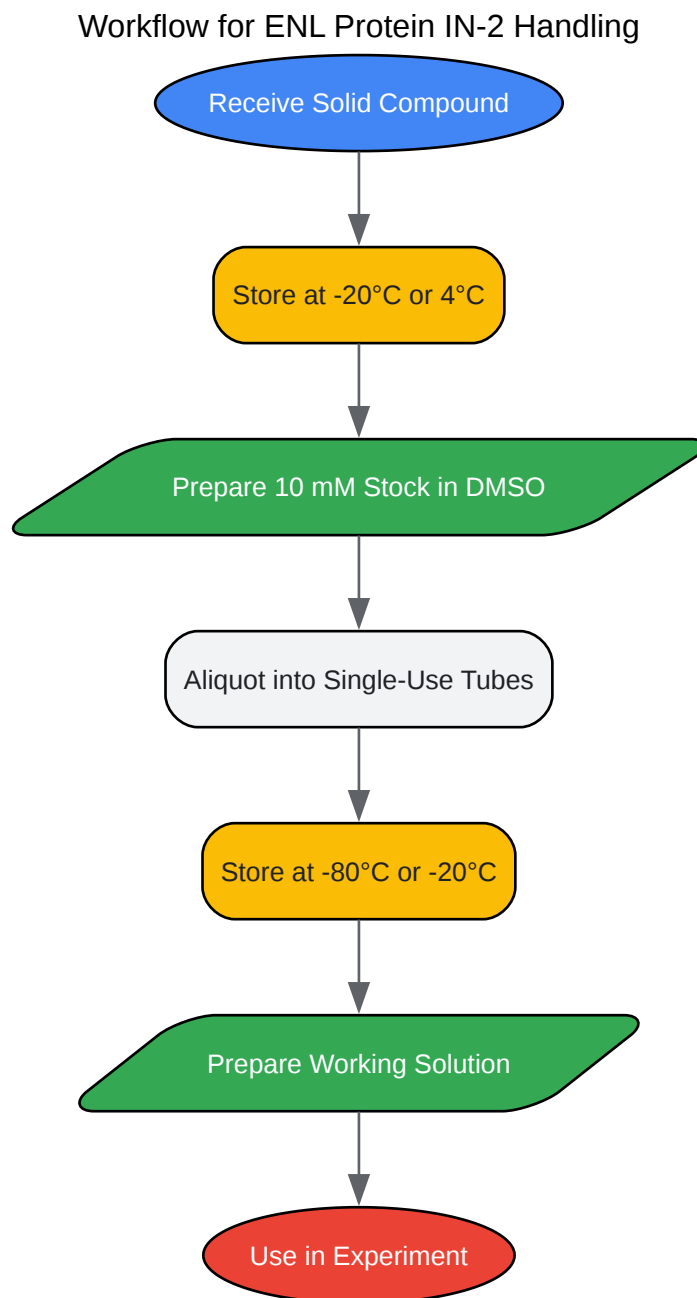 Workflow for ENL Protein IN-2 Handling
Receive Solid Compound
Store at -20°C or 4°C
Prepare 10 mM Stock in DMSO
Aliquot into Single-Use Tubes
Store at -80°C or -20°C
Prepare Working Solution
Use in Experiment